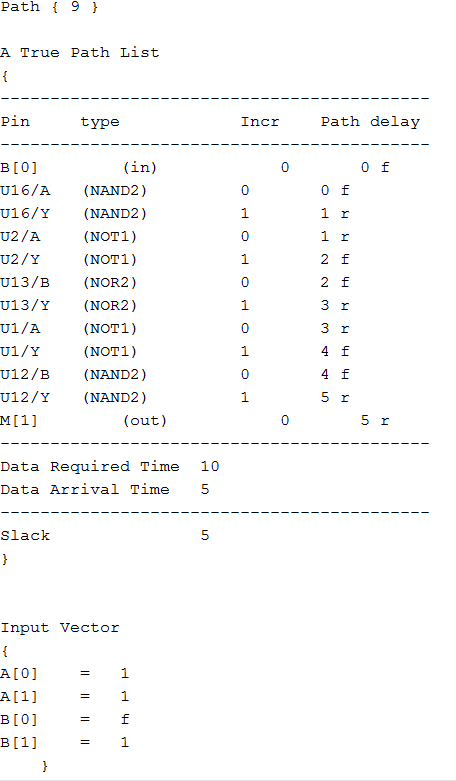 Path { 9 }
A True Path List
{
-------------------------------------------
Pin     type            Incr    Path delay
-------------------------------------------
B[0]        (in)            0       0 f
U16/A   (NAND2)         0       0 f
U16/Y   (NAND2)         1       1 r
U2/A    (NOT1)          0       1 r
U2/Y    (NOT1)          1       2 f
U13/B   (NOR2)          0       2 f
U13/Y   (NOR2)          1       3 r
U1/A    (NOT1)          0       3 r
U1/Y    (NOT1)          1       4 f
U12/B   (NAND2)         0       4 f
U12/Y   (NAND2)         1       5 r
M[1]        (out)           0       5 r
-------------------------------------------
Data Required Time  10
Data Arrival Time   5
-------------------------------------------
Slack               5
}
Input Vector
{
A[0]    =   1
A[1]    =   1
B[0]    =   f
B[1]    =   1
}